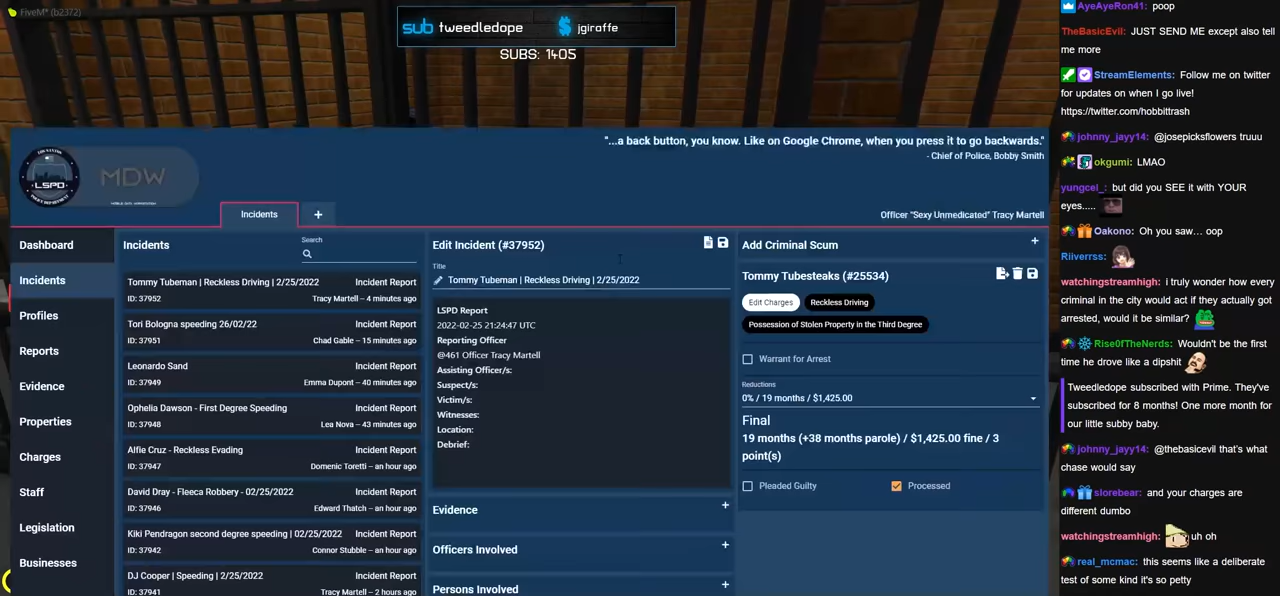 FiveM* (b2372)
sub tweedledope $ jgiraffe
SUBS: 1405
"...a back button, you know. Like on Google Chrome, when you press it to go backwards."
- Chief of Police, Bobby Smith
LSPD
MDW
Incidents
+
Officer "Sexy Unmedicated" Tracy Martell
Dashboard
Incidents
Profiles
Reports
Evidence
Properties
Charges
Staff
Legislation
Businesses
Incidents
Search
Tommy Tubeman | Reckless Driving | 2/25/2022 Incident Report
ID: 37952 Tracy Martell – 4 minutes ago
Tori Bologna speeding 26/02/22 Incident Report
ID: 37951 Chad Gable – 15 minutes ago
Leonardo Sand Incident Report
ID: 37949 Emma Dupont – 40 minutes ago
Ophelia Dawson - First Degree Speeding Incident Report
ID: 37948 Lea Nova – 43 minutes ago
Alfie Cruz - Reckless Evading Incident Report
ID: 37947 Domenic Toretti – an hour ago
David Dray - Fleeca Robbery - 02/25/2022 Incident Report
ID: 37946 Edward Thatch – an hour ago
Kiki Pendragon second degree speeding | 02/25/2022 Incident Report
ID: 37942 Connor Stubble – an hour ago
DJ Cooper | Speeding | 2/25/2022 Incident Report
ID: 37941 Tracy Martell – 2 hours ago
Edit Incident (#37952)
Title
Tommy Tubeman | Reckless Driving | 2/25/2022
LSPD Report
2022-02-25 21:24:47 UTC
Reporting Officer
@461 Officer Tracy Martell
Assisting Officer/s:
Suspect/s:
Victim/s:
Witnesses:
Location:
Debrief:
Evidence +
Officers Involved +
Persons Involved +
Add Criminal Scum +
Tommy Tubesteaks (#25534)
Edit Charges Reckless Driving
Possession of Stolen Property in the Third Degree
Warrant for Arrest
Reductions
0% / 19 months / $1,425.00
Final
19 months (+38 months parole) / $1,425.00 fine / 3
point(s)
Pleaded Guilty Processed
AyeAyeRon41: poop
TheBasicEvil: JUST SEND ME except also tell
me more
StreamElements: Follow me on twitter
for updates on when I go live!
https://twitter.com/hobbittrash
johnny_jayy14: @josepicksflowers truuu
okgumi: LMAO
yungcel_: but did you SEE it with YOUR
eyes.....
Oakono: Oh you saw... oop
Riiverrss:
watchingstreamhigh: i truly wonder how every
criminal in the city would act if they actually got
arrested, would it be similar?
Rise0fTheNerds: Wouldn't be the first
time he drove like a dipshit
Tweedledope subscribed with Prime. They've
subscribed for 8 months! One more month for
our little subby baby.
johnny_jayy14: @thebasicevil that's what
chase would say
slorebear: and your charges are
different dumbo
watchingstreamhigh: uh oh
real_mcmac: this seems like a deliberate
test of some kind it's so petty